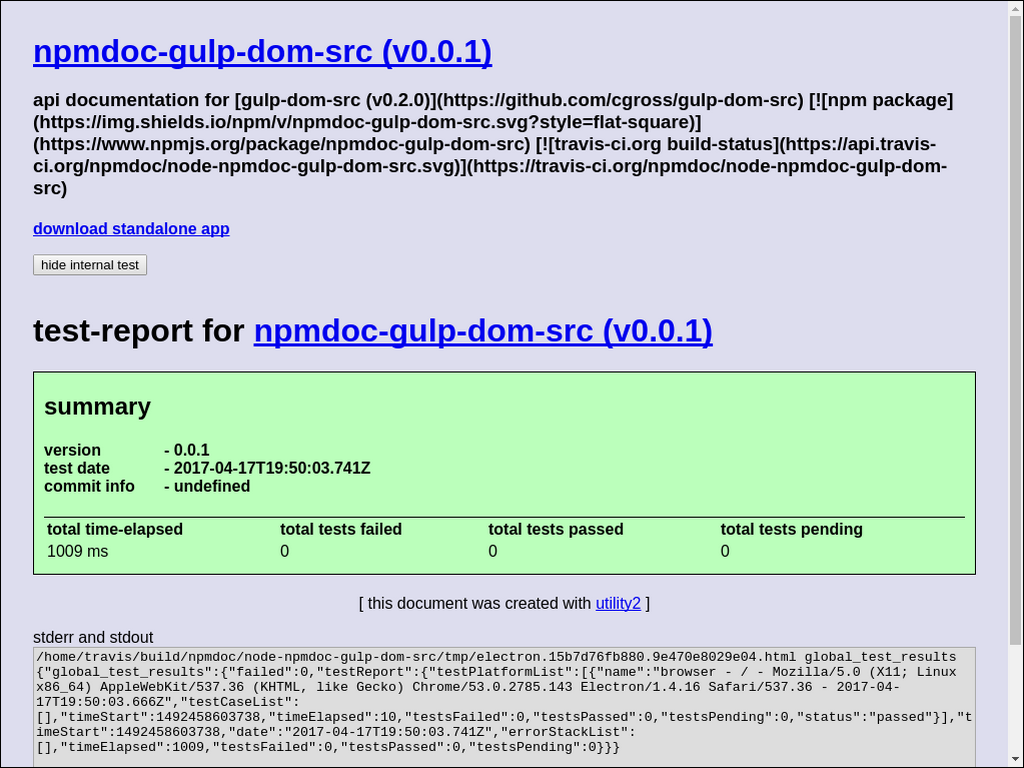 npmdoc-gulp-dom-src (v0.0.1)
api documentation for [gulp-dom-src (v0.2.0)](https://github.com/cgross/gulp-dom-src) [![npm package]
(https://img.shields.io/npm/v/npmdoc-gulp-dom-src.svg?style=flat-square)]
(https://www.npmjs.org/package/npmdoc-gulp-dom-src) [![travis-ci.org build-status](https://api.travis-
ci.org/npmdoc/node-npmdoc-gulp-dom-src.svg)](https://travis-ci.org/npmdoc/node-npmdoc-gulp-dom-
src)
download standalone app
hide internal test
test-report for npmdoc-gulp-dom-src (v0.0.1)
summary
version - 0.0.1
test date - 2017-04-17T19:50:03.741Z
commit info - undefined
total time-elapsed total tests failed total tests passed total tests pending
1009 ms 0 0 0
[ this document was created with utility2 ]
stderr and stdout
/home/travis/build/npmdoc/node-npmdoc-gulp-dom-src/tmp/electron.15b7d76fb880.9e470e8029e04.html global_test_results
{"global_test_results":{"failed":0,"testReport":{"testPlatformList":[{"name":"browser - / - Mozilla/5.0 (X11; Linux
x86_64) AppleWebKit/537.36 (KHTML, like Gecko) Chrome/53.0.2785.143 Electron/1.4.16 Safari/537.36 - 2017-04-
17T19:50:03.666Z","testCaseList":
[],"timeStart":1492458603738,"timeElapsed":10,"testsFailed":0,"testsPassed":0,"testsPending":0,"status":"passed"}],"t
imeStart":1492458603738,"date":"2017-04-17T19:50:03.741Z","errorStackList":
[],"timeElapsed":1009,"testsFailed":0,"testsPassed":0,"testsPending":0}}}